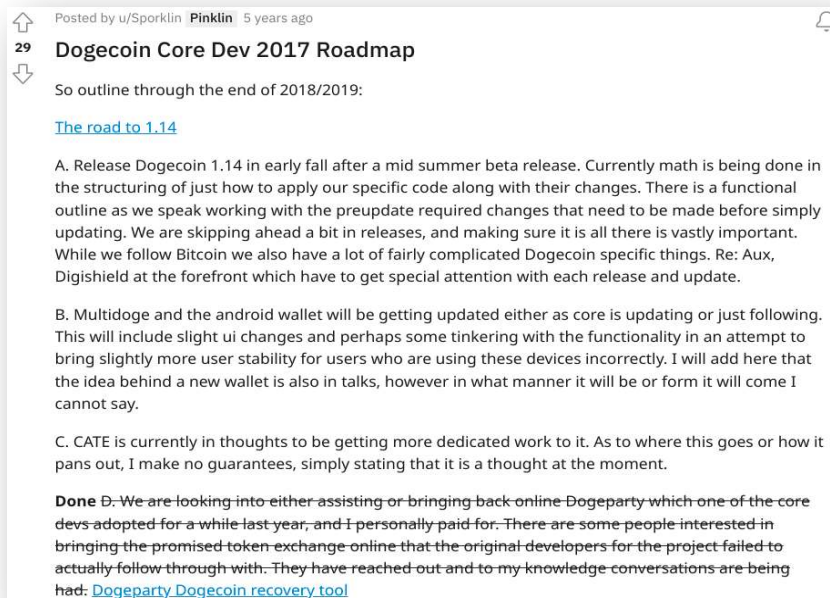 Posted by u/Sporklin Pinklin 5 years ago
29
Dogecoin Core Dev 2017 Roadmap
So outline through the end of 2018/2019:
The road to 1.14
A. Release Dogecoin 1.14 in early fall after a mid summer beta release. Currently math is being done in
the structuring of just how to apply our specific code along with their changes. There is a functional
outline as we speak working with the preupdate required changes that need to be made before simply
updating. We are skipping ahead a bit in releases, and making sure it is all there is vastly important.
While we follow Bitcoin we also have a lot of fairly complicated Dogecoin specific things. Re: Aux,
Digishield at the forefront which have to get special attention with each release and update.
B. Multidoge and the android wallet will be getting updated either as core is updating or just following.
This will include slight ui changes and perhaps some tinkering with the functionality in an attempt to
bring slightly more user stability for users who are using these devices incorrectly. I will add here that
the idea behind a new wallet is also in talks, however in what manner it will be or form it will come I
cannot say.
C. CATE is currently in thoughts to be getting more dedicated work to it. As to where this goes or how it
pans out, I make no guarantees, simply stating that it is a thought at the moment.
Done D. We are looking into either assisting or bringing back online Dogeparty which one of the core
devs adopted for a while last year, and I personally paid for. There are some people interested in
bringing the promised token exchange online that the original developers for the project failed to
actually follow through with. They have reached out and to my knowledge conversations are being
had. Dogeparty Dogecoin recovery tool